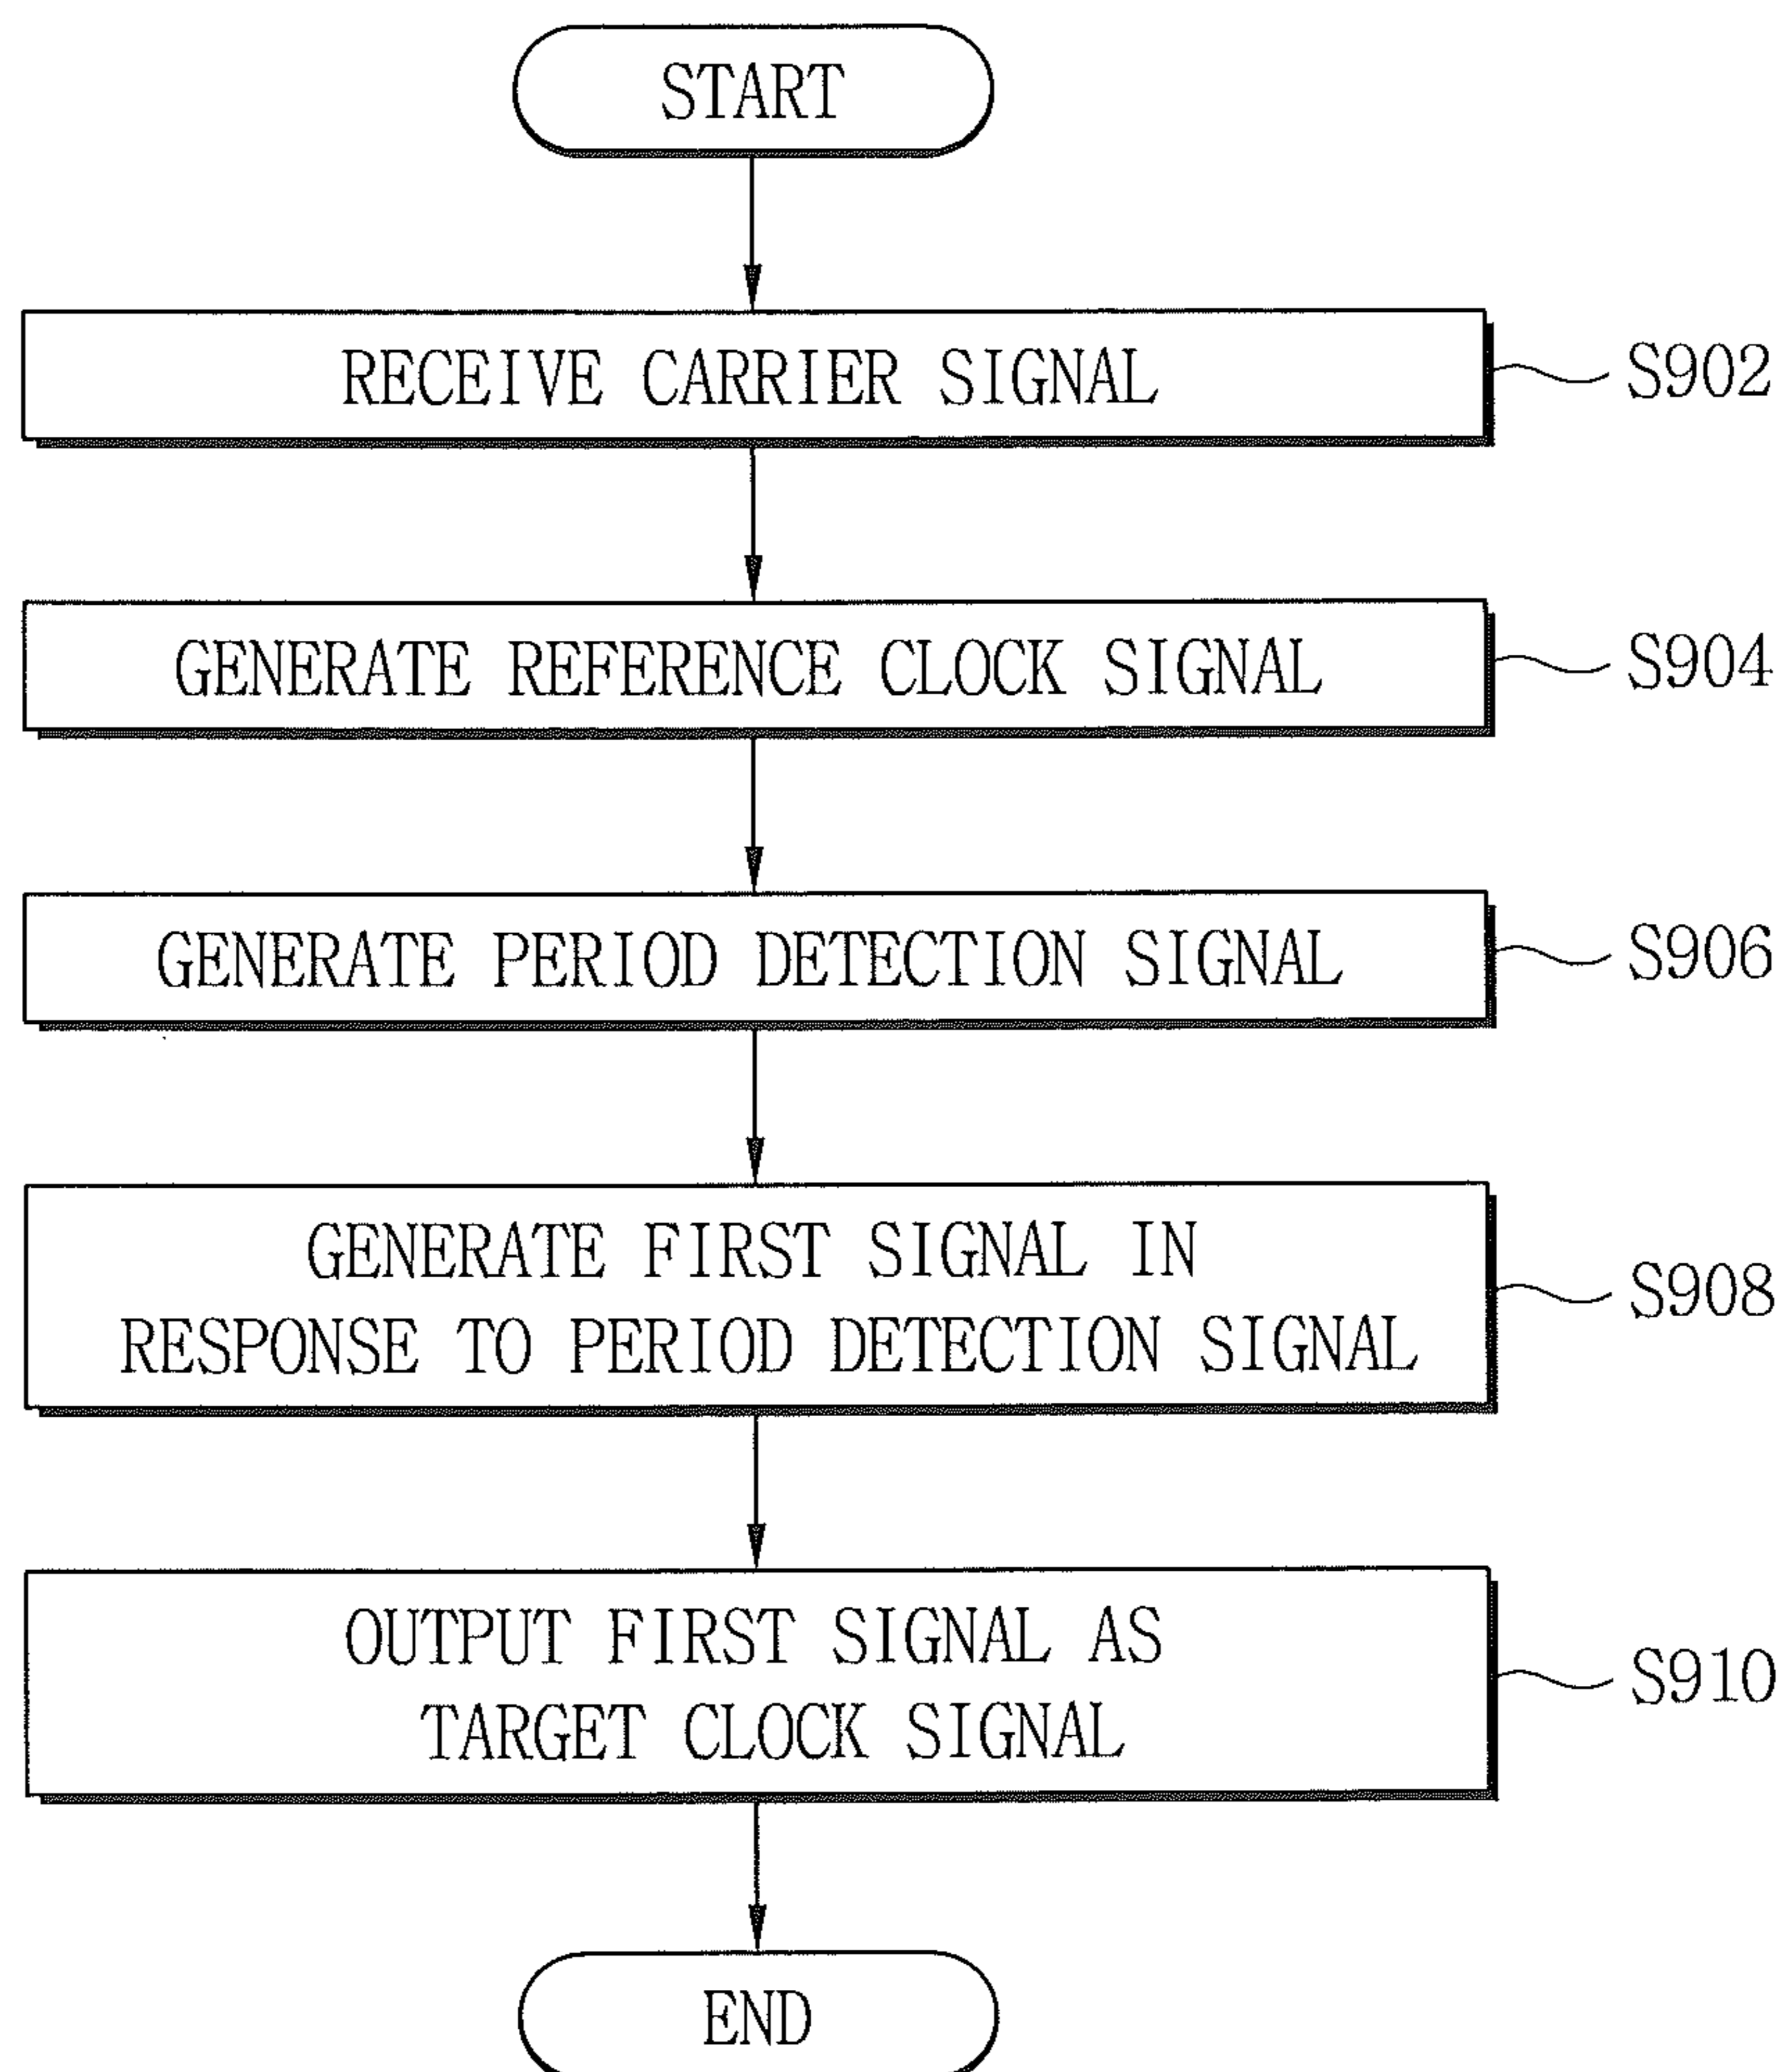 START
RECEIVE CARRIER SIGNAL
S902
GENERATE REFERENCE CLOCK SIGNAL
S904
GENERATE PERIOD DETECTION SIGNAL
S906
GENERATE FIRST SIGNAL IN
RESPONSE TO PERIOD DETECTION SIGNAL
S908
OUTPUT FIRST SIGNAL AS
TARGET CLOCK SIGNAL
S910
END